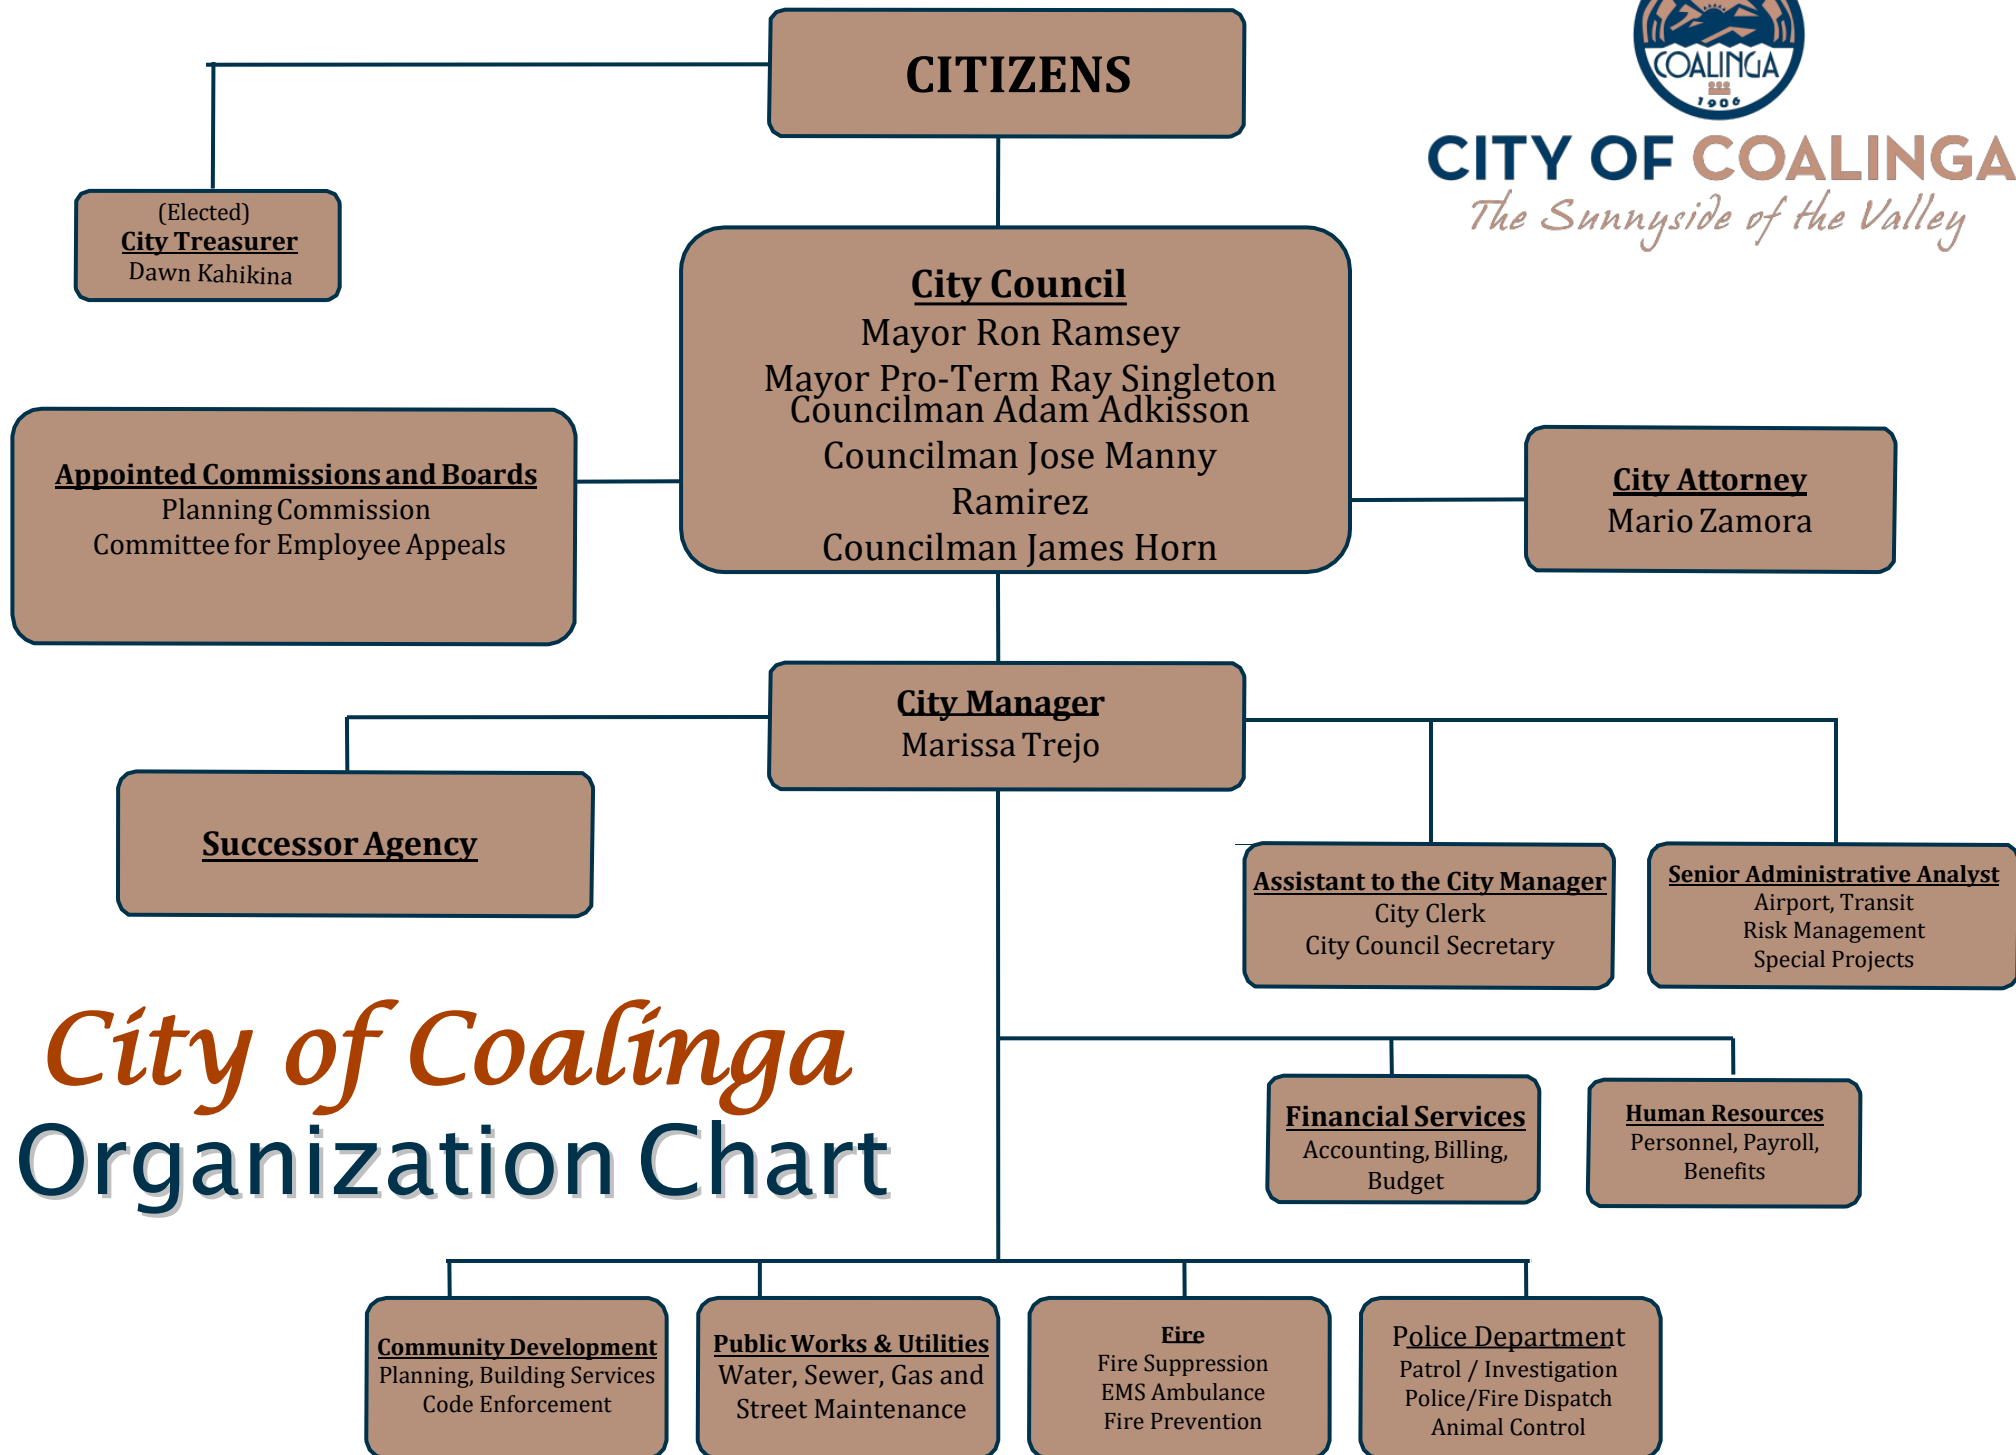 CITIZENS
COALINGA
1906
CITY OF COALINGA
The Sunnyside of the Valley
(Elected)
City Treasurer
Dawn Kahikina
City Council
Mayor Ron Ramsey
Mayor Pro-Term Ray Singleton
Councilman Adam Adkisson
Councilman Jose Manny
Ramirez
Councilman James Horn
Appointed Commissions and Boards
Planning Commission
Committee for Employee Appeals
City Attorney
Mario Zamora
City Manager
Marissa Trejo
Successor Agency
Assistant to the City Manager
City Clerk
City Council Secretary
Senior Administrative Analyst
Airport, Transit
Risk Management
Special Projects
City of Coalinga
Organization Chart
Financial Services
Accounting, Billing,
Budget
Human Resources
Personnel, Payroll,
Benefits
Community Development
Planning, Building Services
Code Enforcement
Public Works & Utilities
Water, Sewer, Gas and
Street Maintenance
Fire
Fire Suppression
EMS Ambulance
Fire Prevention
Police Department
Patrol / Investigation
Police/Fire Dispatch
Animal Control